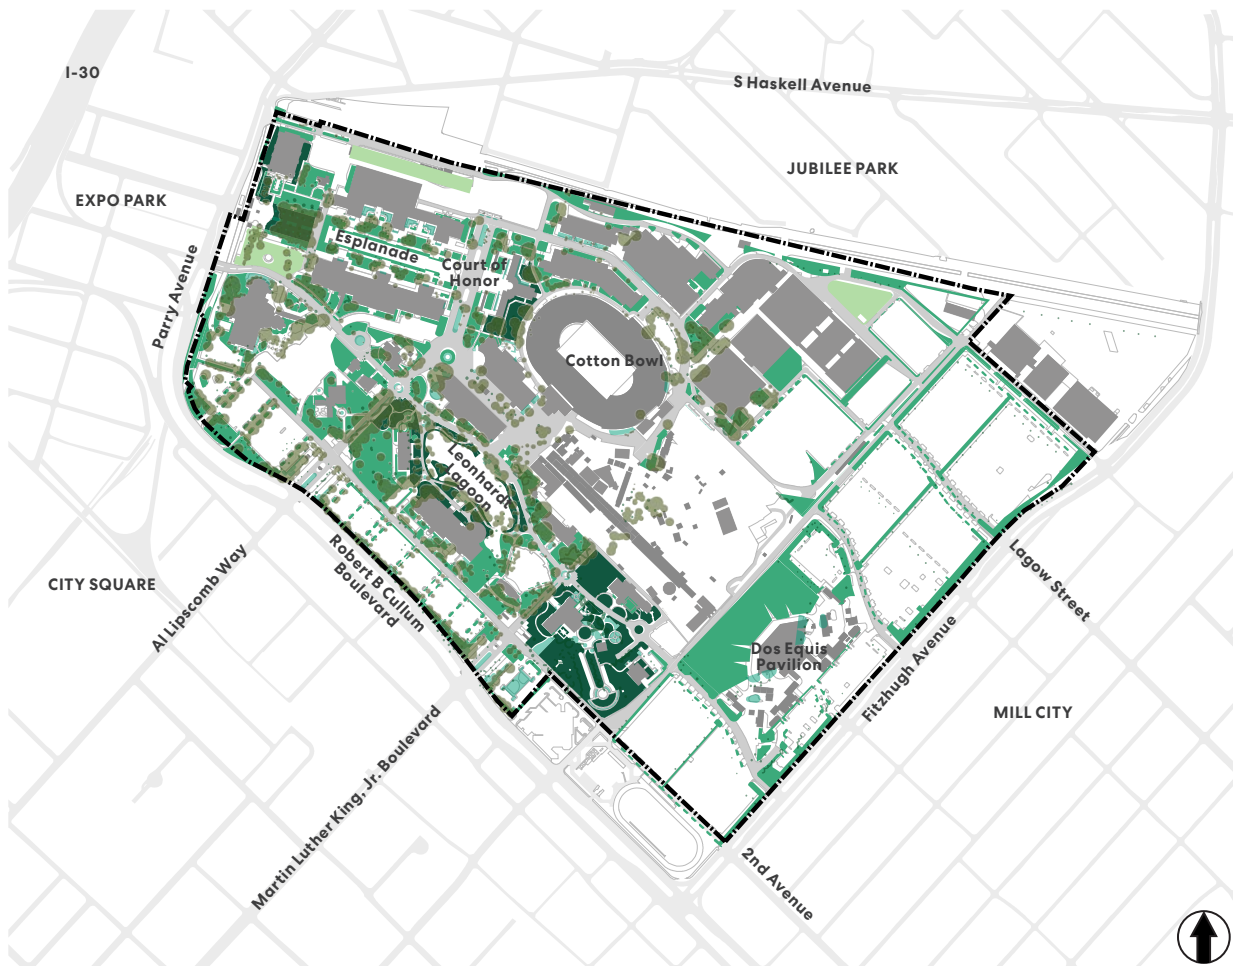 I-30
S Haskell Avenue
JUBILEE PARK
EXPO PARK
Parry Avenue
Esplanade
Court of
Honor
Cotton Bowl
Leonhardt
Lagoon
CITY SQUARE
Al Lipscomb Way
Robert B Cullum
Boulevard
Lagow Street
Dos Equis
Pavilion
Fitzhugh Avenue
MILL CITY
Martin Luther King, Jr. Boulevard
2nd Avenue